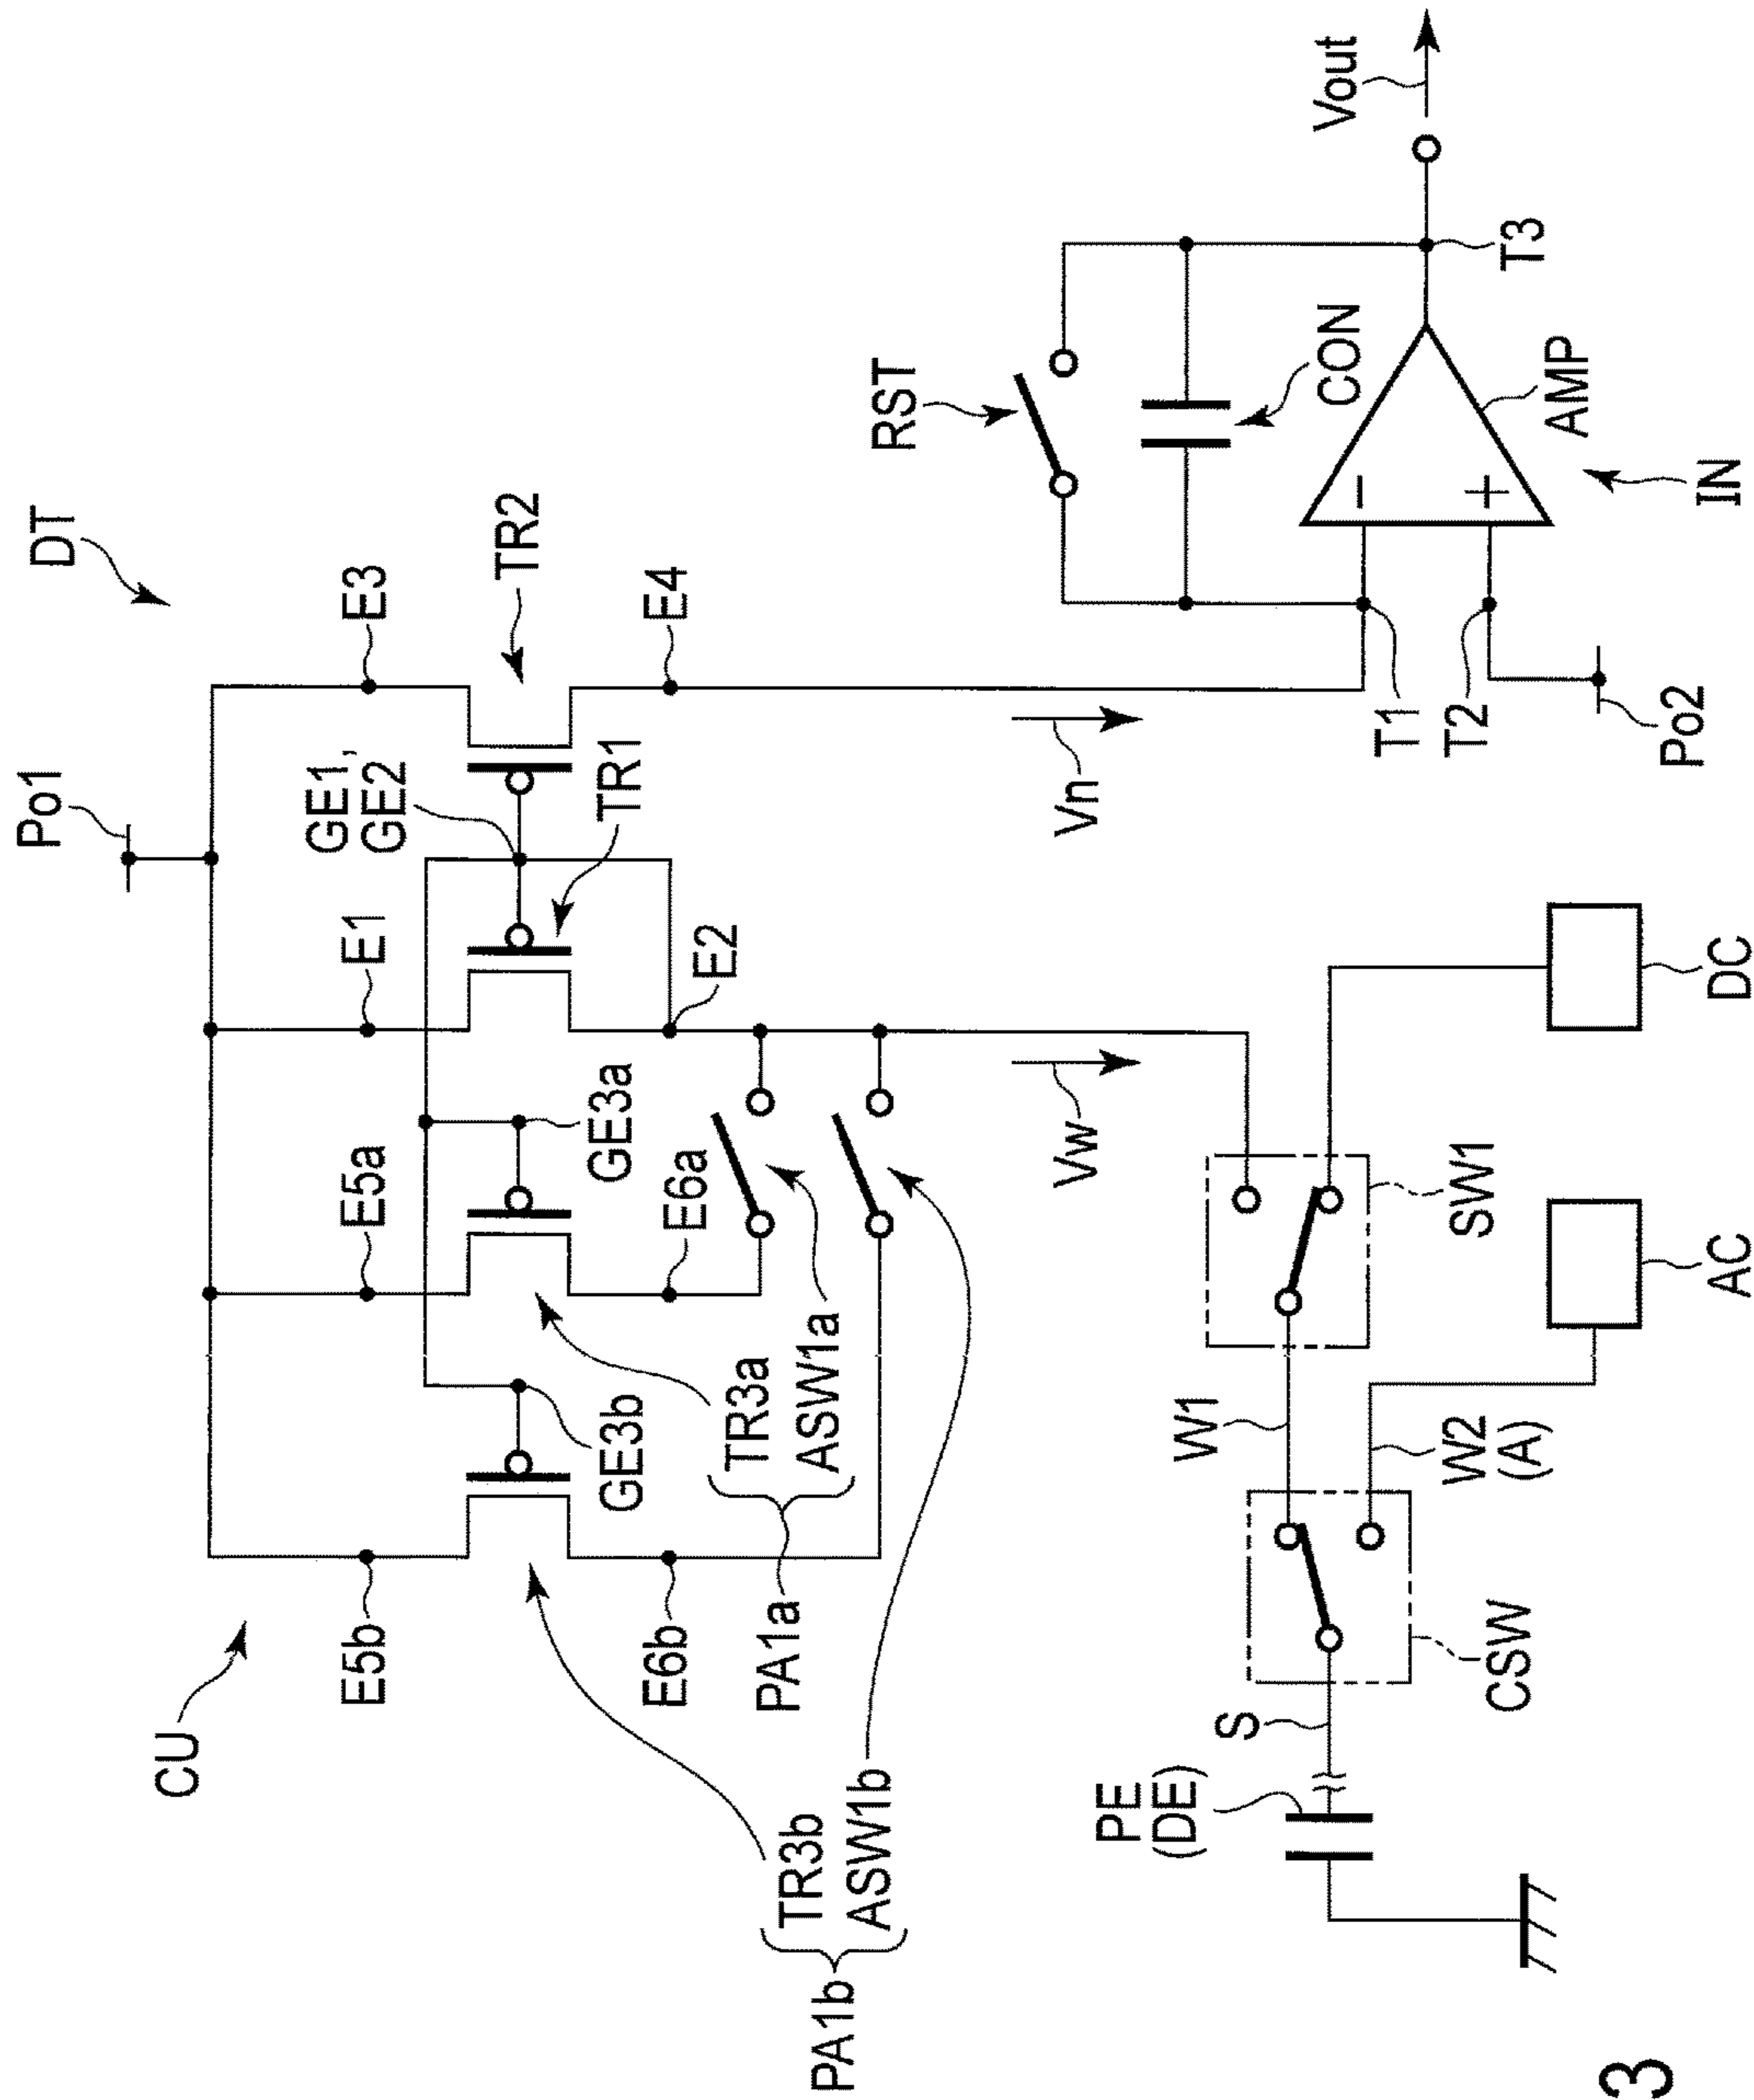 DT
CU
Po1
E5b
E5a
E1
E3
GE1,
GE2
TR2
GE3b
GE3a
TR1
E6b
E6a
E2
E4
TR3a
ASW1a
PA1a
TR3b
ASW1b
PA1b
Vw
Vn
RST
CON
Vout
T1
T2
T3
−
+
AMP
IN
Po2
PE
(DE)
S
CSW
W1
W2
(A)
SW1
AC
DC
3